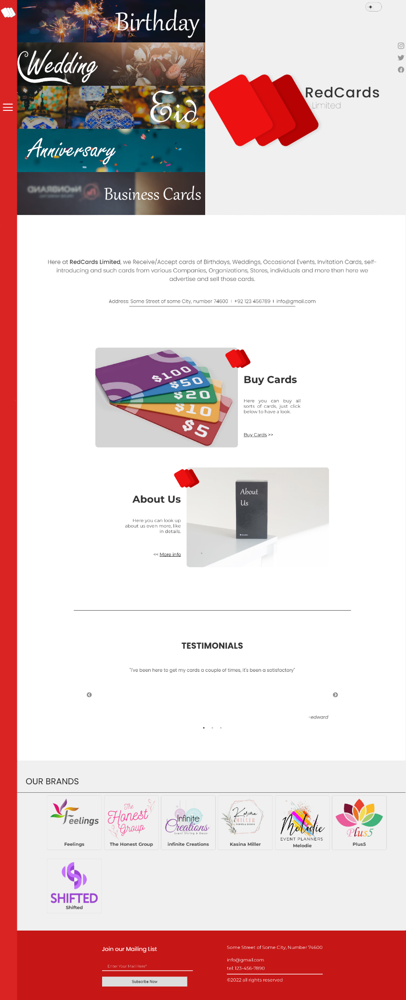 Birthday
Wedding
Eid
Anniversary
Business Cards
RedCards
Limited
Here at RedCards Limited, we Receive/Accept cards of Birthdays, Weddings, Occasional Events, Invitation Cards, self-
introducing and such cards from various Companies, Organizations, Stores, individuals and more then here we
advertise and sell those cards.
Address: Some Street of some City, number 74600 | +92 123 456789 | info@gmail.com
$100
$50
$20
$10
$5
Buy Cards
Here you can buy all
sorts of cards, just click
below to have a look.
Buy Cards >>
About Us
Here you can look up
about us even more, like
in details.
<< More info
About
Us
TESTIMONIALS
"I've been here to get my cards a couple of times, it's been a satisfactory"
-edward
OUR BRANDS
Feelings
Feelings
The
Honest
Group
The Honest Group
Infinite
Creations
Event Styling & Decor
infinite Creations
Karina
MILLER
EVENTS & DESIGN
Kasina Miller
Melodie
EVENT PLANNERS
Melodie
Plus5
Plus5
SHIFTED
Shifted
Join our Mailing List
Enter Your Mail Here*
Subscribe Now
Some Street of Some City, Number 74600
info@gmail.com
tel: 123-456-7890
©2022 all rights reserved